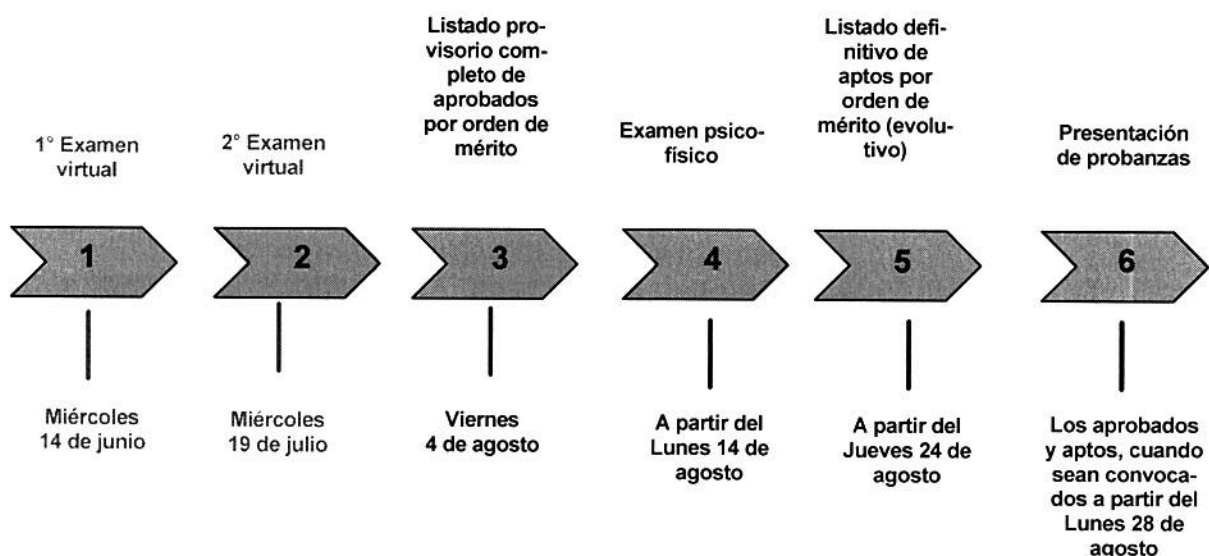 1° Examen
virtual
2° Examen
virtual
Listado pro-
visorio com-
pleto de
aprobados
por orden de
mérito
Examen psico-
físico
Listado defi-
nitivo de
aptos por
orden de
mérito (evolu-
tivo)
Presentación
de probanzas
1
2
3
4
5
6
Miércoles
14 de junio
Miércoles
19 de julio
Viernes
4 de agosto
A partir del
Lunes 14 de
agosto
A partir del
Jueves 24 de
agosto
Los aprobados
y aptos, cuando
sean convoca-
dos a partir del
Lunes 28 de
agosto